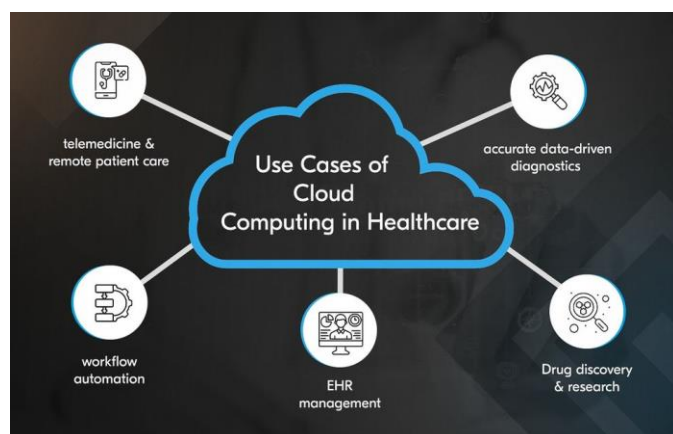 telemedicine &
remote patient care
accurate data-driven
diagnostics
Use Cases of
Cloud
Computing in Healthcare
workflow
automation
EHR
management
Drug discovery
& research